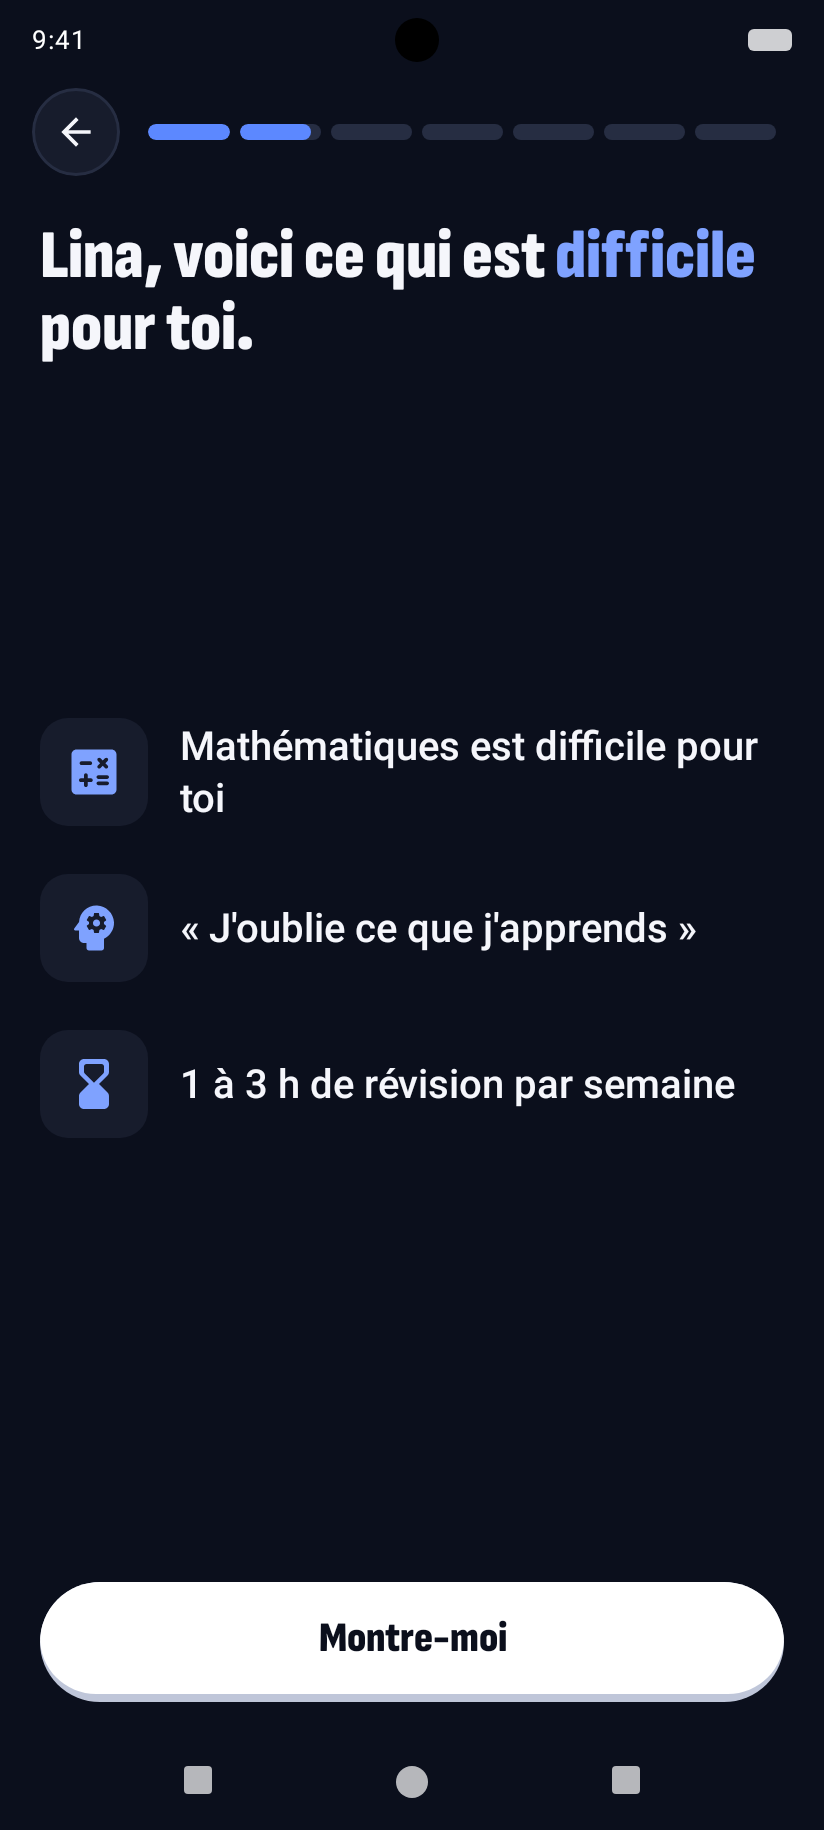 9:41
Lina, voici ce qui est difficile
pour toi.
Mathématiques est difficile pour
toi
« J'oublie ce que j'apprends »
1 à 3 h de révision par semaine
Montre-moi